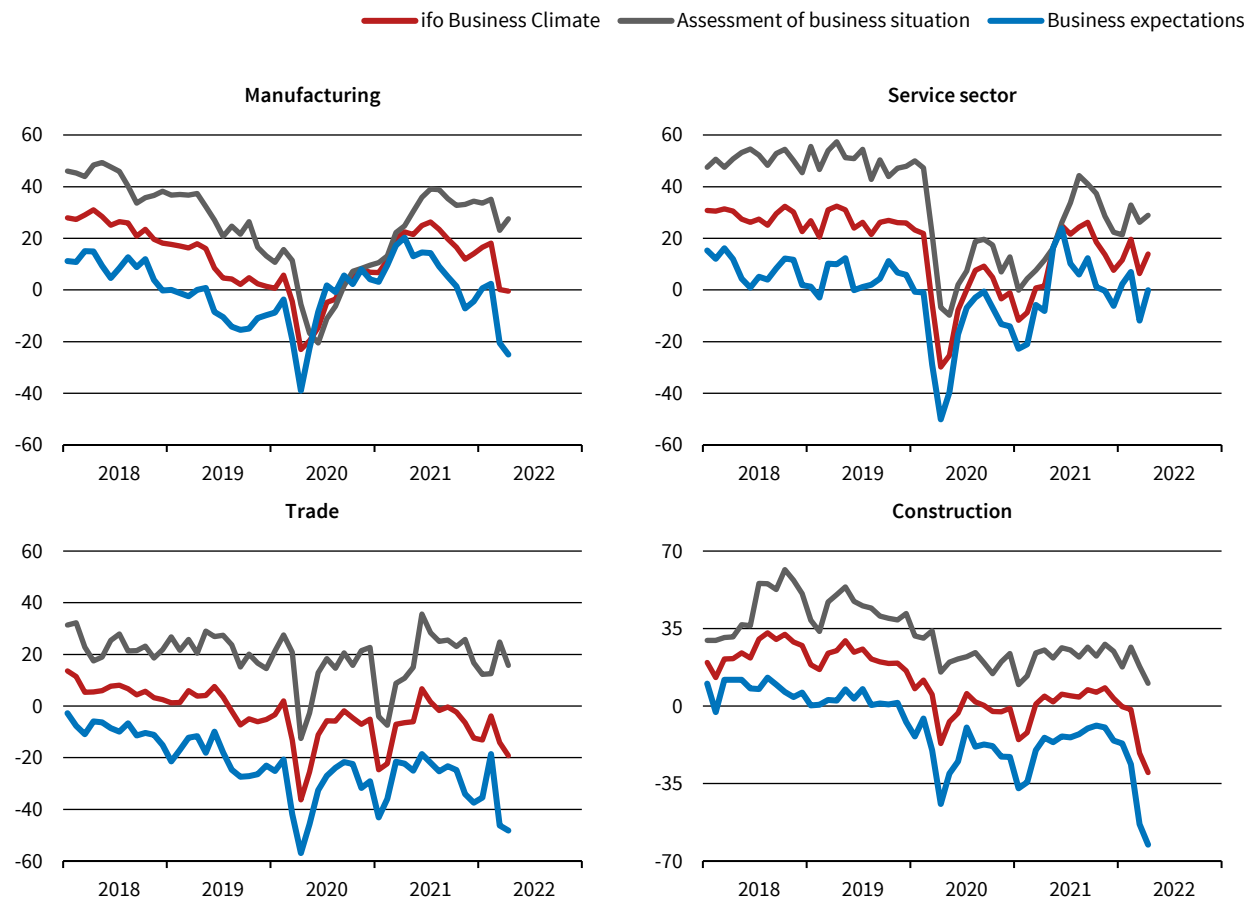 ifo Business Climate Assessment of business situation Business expectations
Manufacturing
60
40
20
0
-20
-40
-60
2018 2019 2020 2021 2022
Service sector
60
40
20
0
-20
-40
-60
2018 2019 2020 2021 2022
Trade
60
40
20
0
-20
-40
-60
2018 2019 2020 2021 2022
Construction
70
35
0
-35
-70
2018 2019 2020 2021 2022